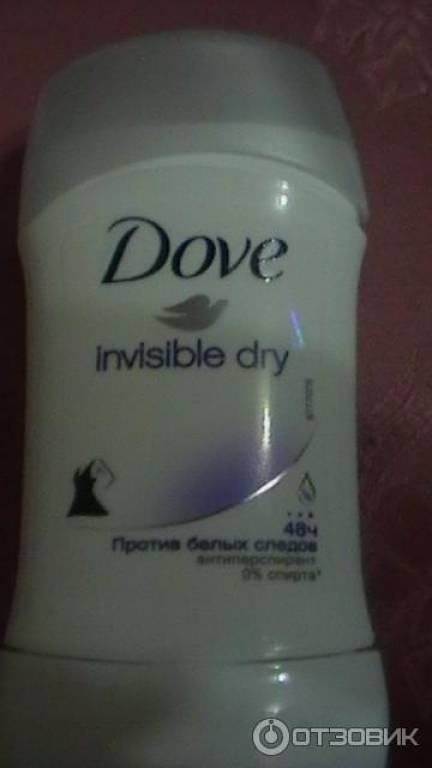 Dove
invisible dry
48ч
Против белых следов
антиперспирант
0% спирта*
ОТЗОВИК